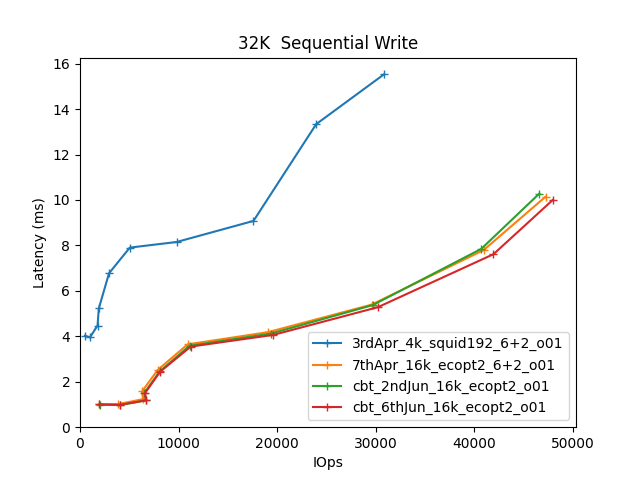 32K  Sequential Write
16
14
12
10
8
6
4
2
0
Latency (ms)
0 10000 20000 30000 40000 50000
IOps
3rdApr_4k_squid192_6+2_o01
7thApr_16k_ecopt2_6+2_o01
cbt_2ndJun_16k_ecopt2_o01
cbt_6thJun_16k_ecopt2_o01